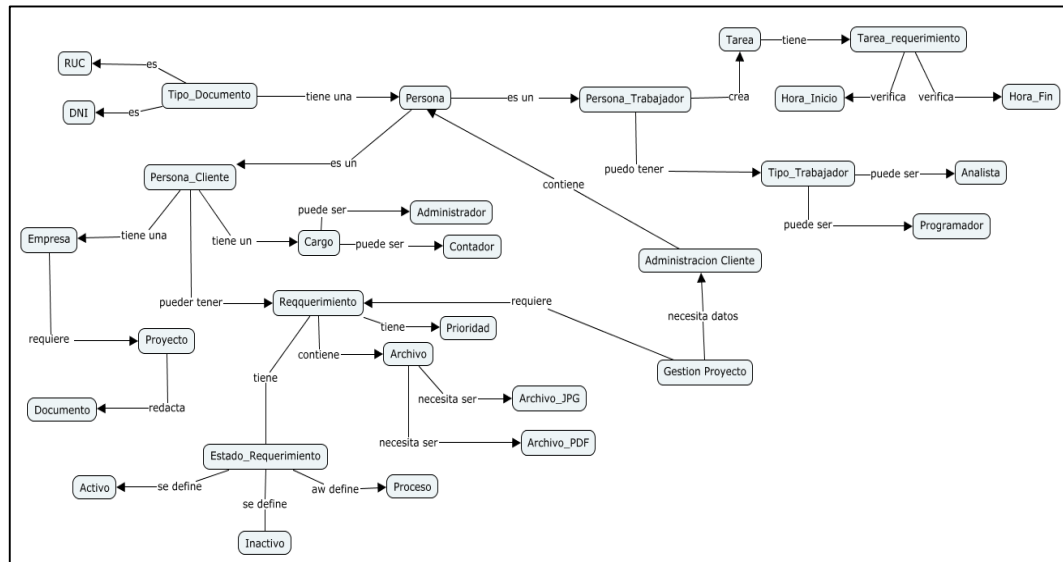 Tarea
tiene
Tarea_requerimiento
RUC
es
Tipo_Documento
tiene una
Persona
es un
Persona_Trabajador
crea
Hora_Inicio
verifica
verifica
Hora_Fin
DNI
es
es un
puedo tener
Tipo_Trabajador
puede ser
Analista
Persona_Cliente
contiene
puede ser
Administrador
puede ser
Programador
Empresa
tiene una
tiene un
Cargo
puede ser
Contador
Administracion Cliente
pueder tener
Reqquerimiento
requiere
necesita datos
tiene
Prioridad
requiere
Proyecto
contiene
Archivo
Gestion Proyecto
tiene
necesita ser
Archivo_JPG
Documento
redacta
necesita ser
Archivo_PDF
Estado_Requerimiento
Activo
se define
aw define
Proceso
se define
Inactivo